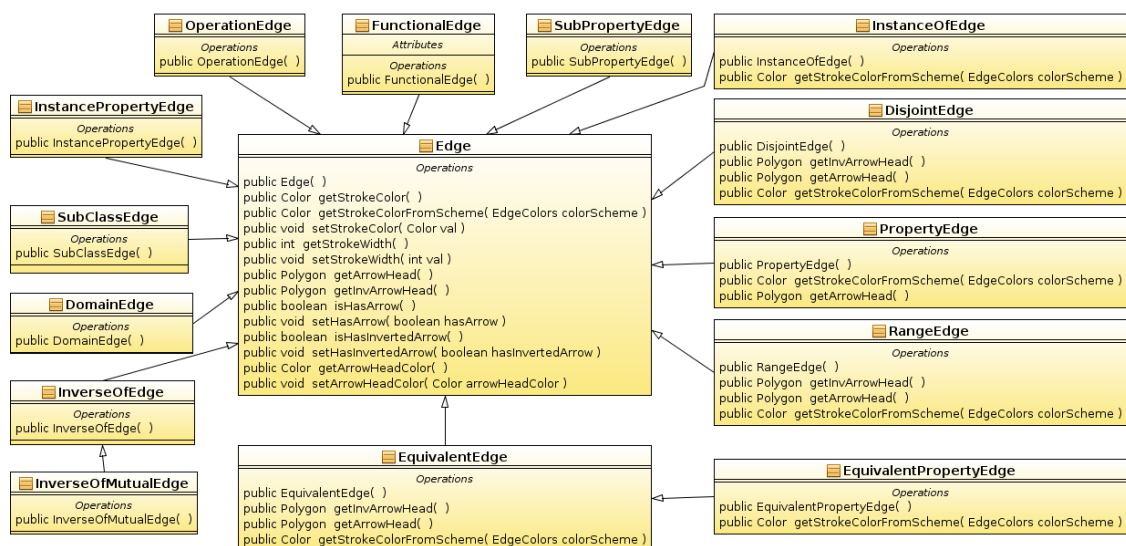 OperationEdge
Operations
public OperationEdge(  )
FunctionalEdge
Attributes
Operations
public FunctionalEdge(  )
SubPropertyEdge
Operations
public SubPropertyEdge(  )
InstanceOfEdge
Operations
public InstanceOfEdge(  )
public Color  getStrokeColorFromScheme( EdgeColors colorScheme )
InstancePropertyEdge
Operations
public InstancePropertyEdge(  )
DisjointEdge
Operations
public DisjointEdge(  )
public Polygon  getInvArrowHead(  )
public Polygon  getArrowHead(  )
public Color  getStrokeColorFromScheme( EdgeColors colorScheme )
Edge
Operations
public Edge(  )
public Color  getStrokeColor(  )
public Color  getStrokeColorFromScheme( EdgeColors colorScheme )
public void  setStrokeColor( Color val )
public int  getStrokeWidth(  )
public void  setStrokeWidth( int val )
public Polygon  getArrowHead(  )
public Polygon  getInvArrowHead(  )
public boolean  isHasArrow(  )
public void  setHasArrow( boolean hasArrow )
public boolean  isHasInvertedArrow(  )
public void  setHasInvertedArrow( boolean hasInvertedArrow )
public Color  getArrowHeadColor(  )
public void  setArrowHeadColor( Color arrowHeadColor )
SubClassEdge
Operations
public SubClassEdge(  )
PropertyEdge
Operations
public PropertyEdge(  )
public Color  getStrokeColorFromScheme( EdgeColors colorScheme )
public Polygon  getArrowHead(  )
DomainEdge
Operations
public DomainEdge(  )
RangeEdge
Operations
public RangeEdge(  )
public Polygon  getInvArrowHead(  )
public Polygon  getArrowHead(  )
public Color  getStrokeColorFromScheme( EdgeColors colorScheme )
InverseOfEdge
Operations
public InverseOfEdge(  )
InverseOfMutualEdge
Operations
public InverseOfMutualEdge(  )
EquivalentEdge
Operations
public EquivalentEdge(  )
public Polygon  getInvArrowHead(  )
public Polygon  getArrowHead(  )
public Color  getStrokeColorFromScheme( EdgeColors colorScheme )
EquivalentPropertyEdge
Operations
public EquivalentPropertyEdge(  )
public Color  getStrokeColorFromScheme( EdgeColors colorScheme )